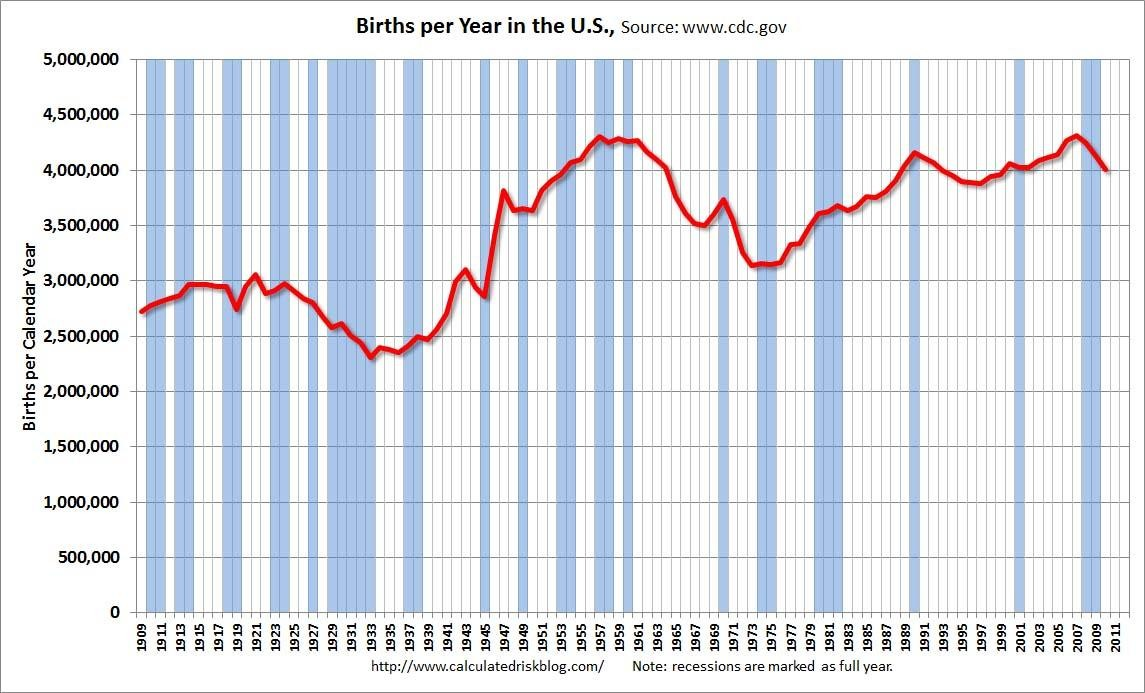 Births per Year in the U.S., Source: www.cdc.gov
5,000,000
4,500,000
4,000,000
3,500,000
3,000,000
2,500,000
2,000,000
1,500,000
1,000,000
500,000
0
Births per Calendar Year
1909 1911 1913 1915 1917 1919 1921 1923 1925 1927 1929 1931 1933 1935 1937 1939 1941 1943 1945 1947 1949 1951 1953 1955 1957 1959 1961 1963 1965 1967 1969 1971 1973 1975 1977 1979 1981 1983 1985 1987 1989 1991 1993 1995 1997 1999 2001 2003 2005 2007 2009 2011
http://www.calculatedriskblog.com/ Note: recessions are marked as full year.